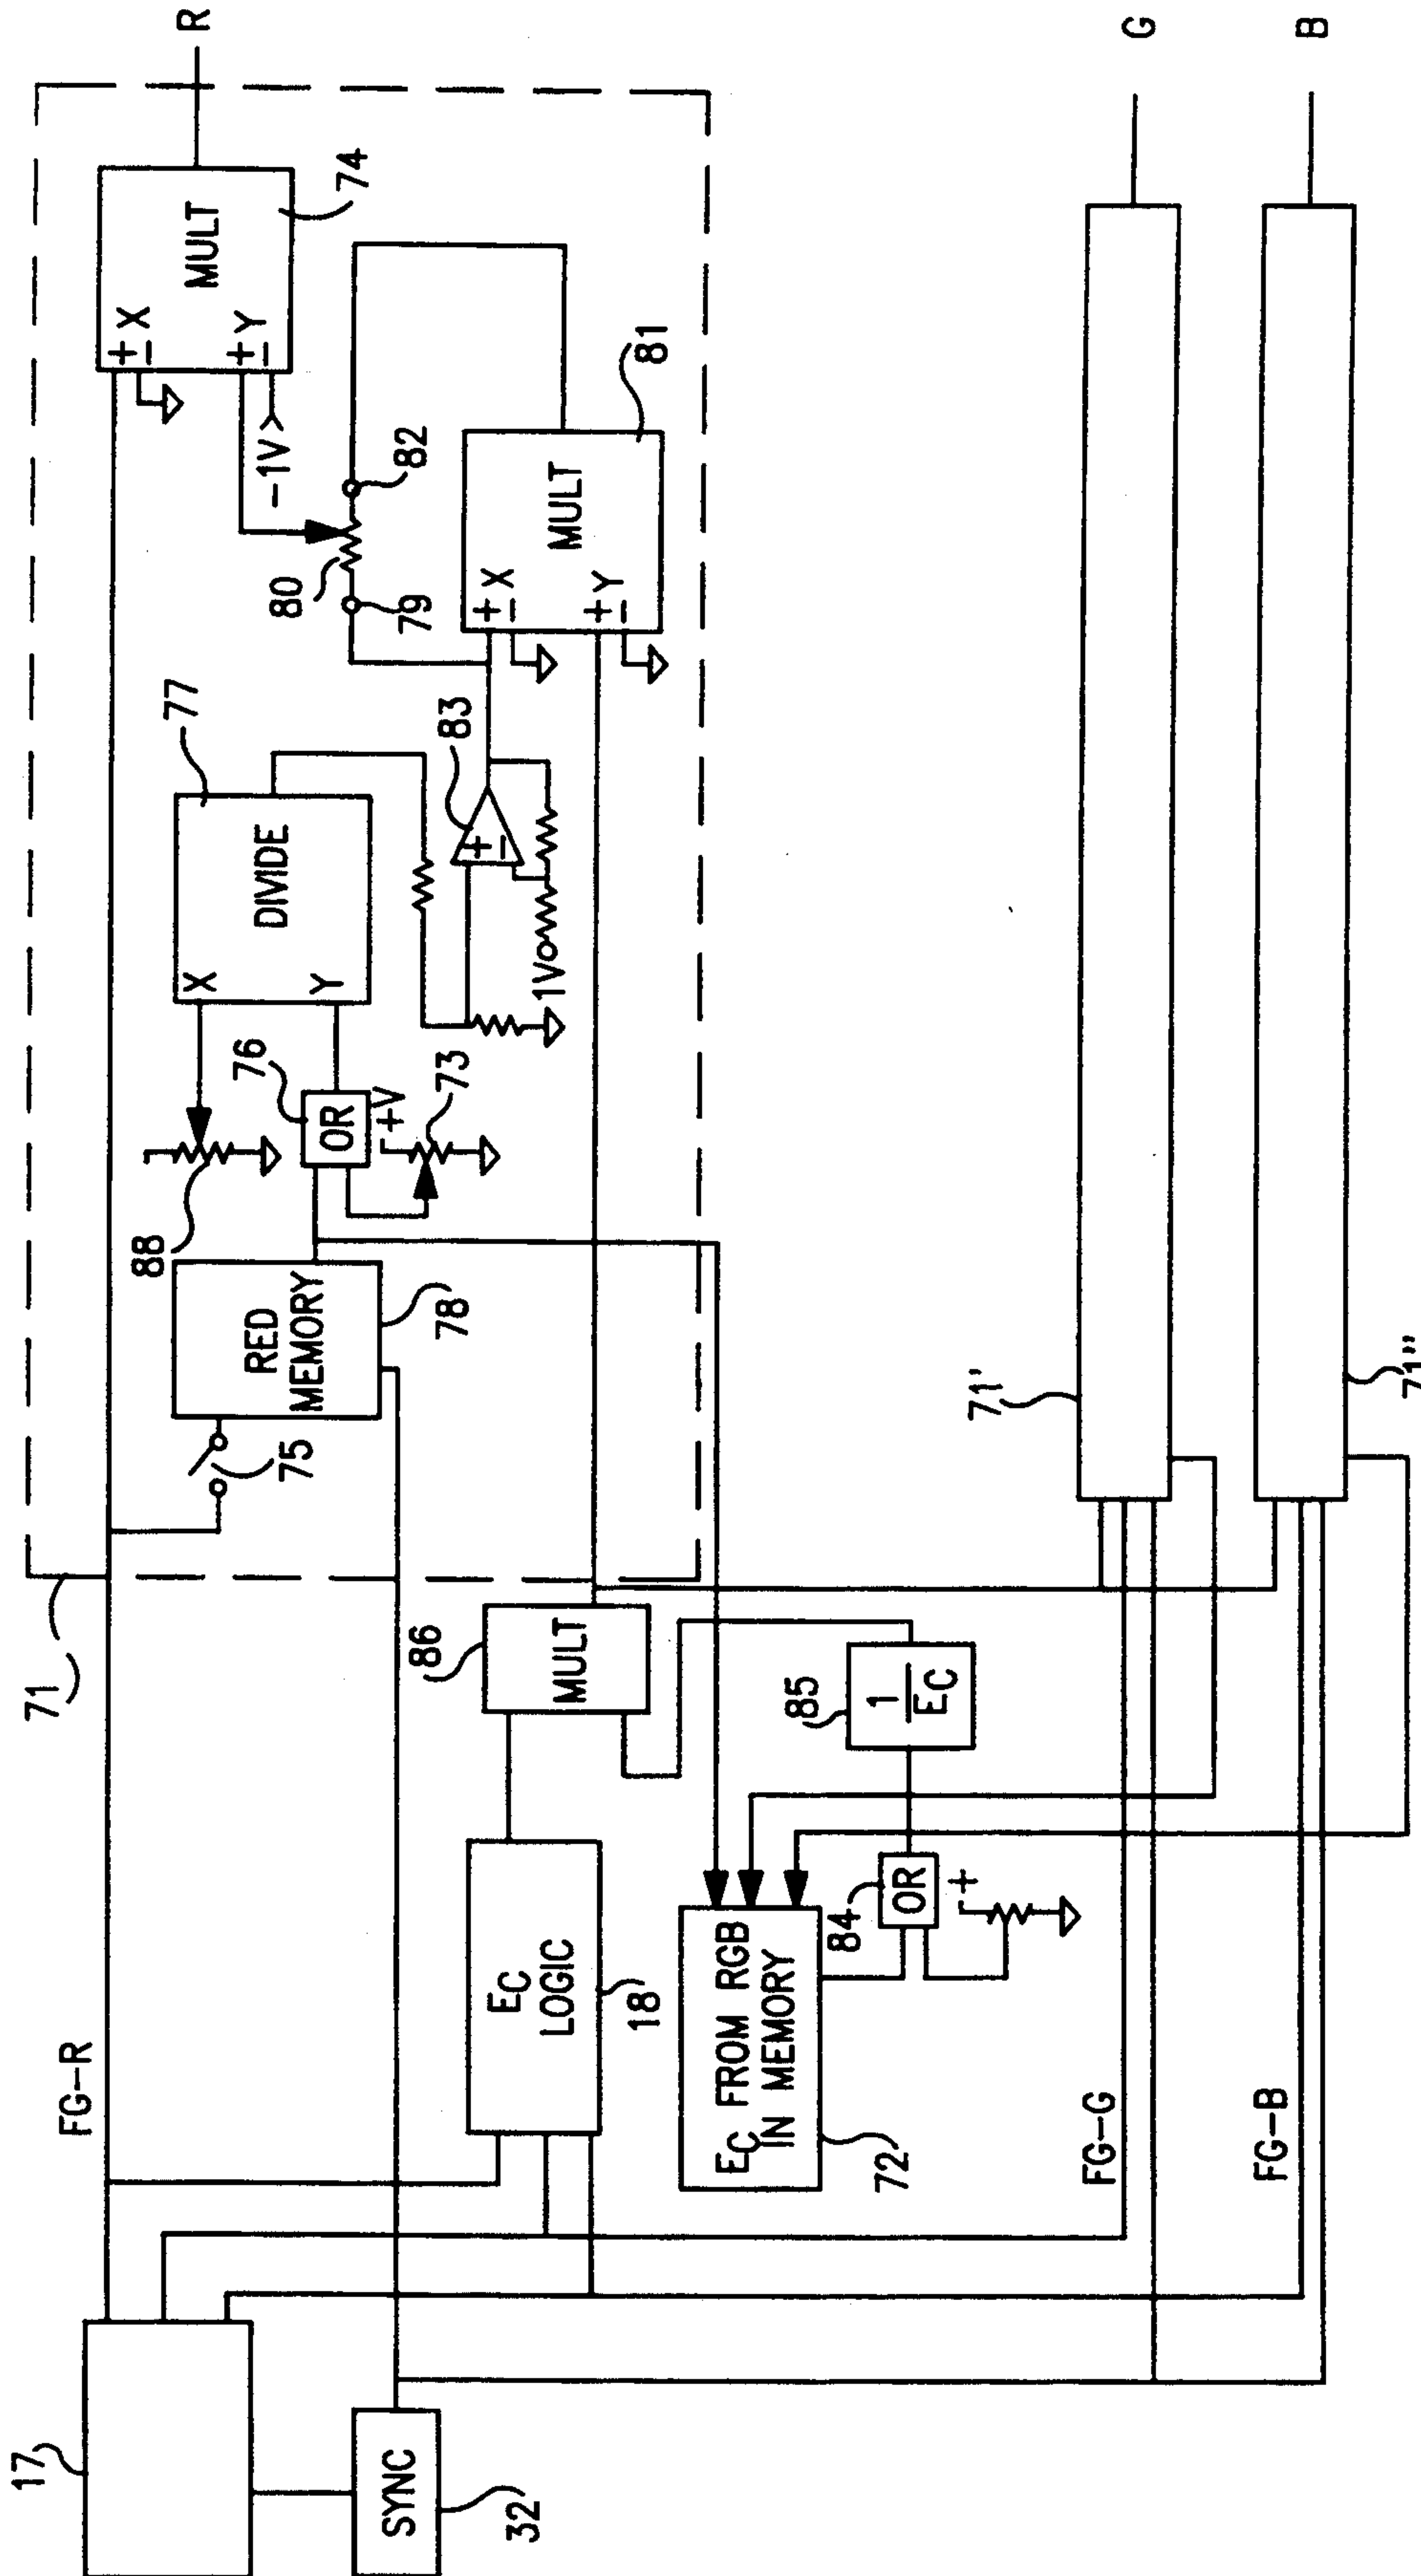 17
FG-R
71
SYNC
32
EC
LOGIC
18
86
MULT
75
RED
MEMORY
78
88
76
OR
+V
73
77
X
Y
DIVIDE
83
+
-
1V
79
80
82
+
-
X
+
-
Y
MULT
81
-1V
+
-
X
+
-
Y
MULT
74
R
EC FROM RGB
IN MEMORY
72
84
OR
+
85
1
EC
FG-G
71'
G
FG-B
71"
B